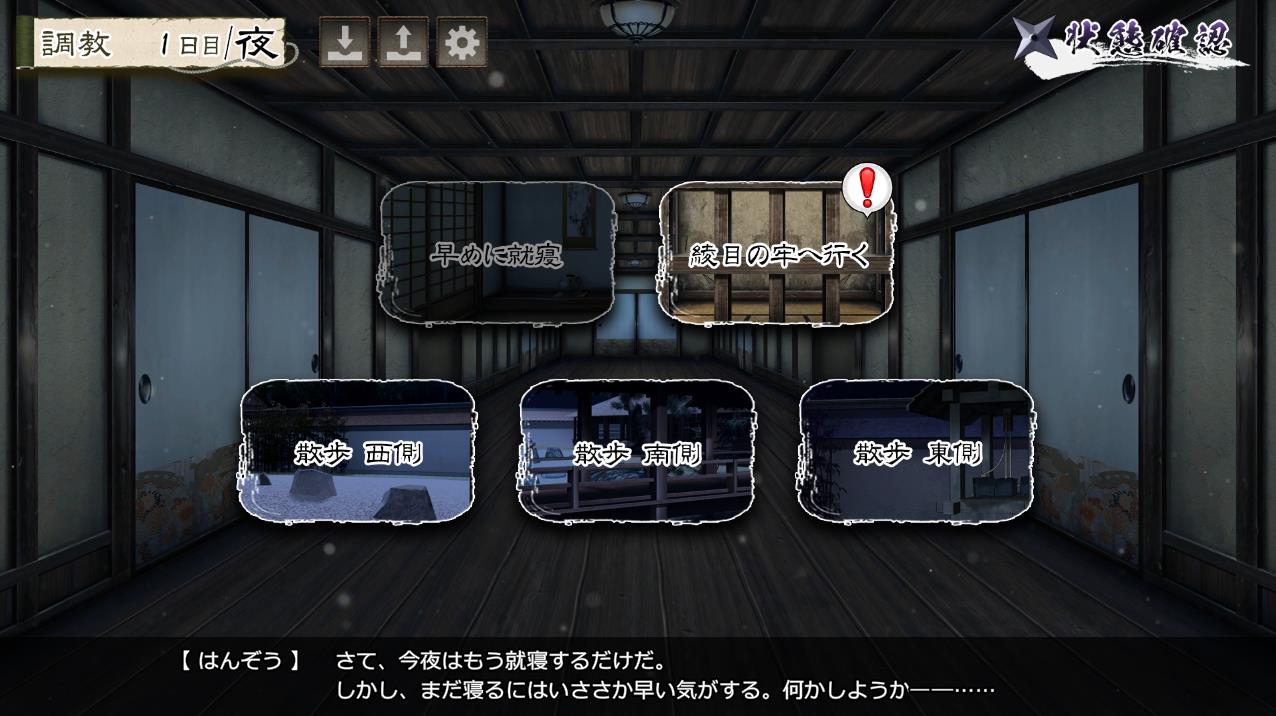 調教 1日目/夜
状態確認
早めに就寝
綾目の牢へ行く
散歩 西側
散歩 南側
散歩 東側
【 はんぞう 】 さて、今夜はもう就寝するだけだ。
しかし、まだ寝るにはいささか早い気がする。何かしようか――……